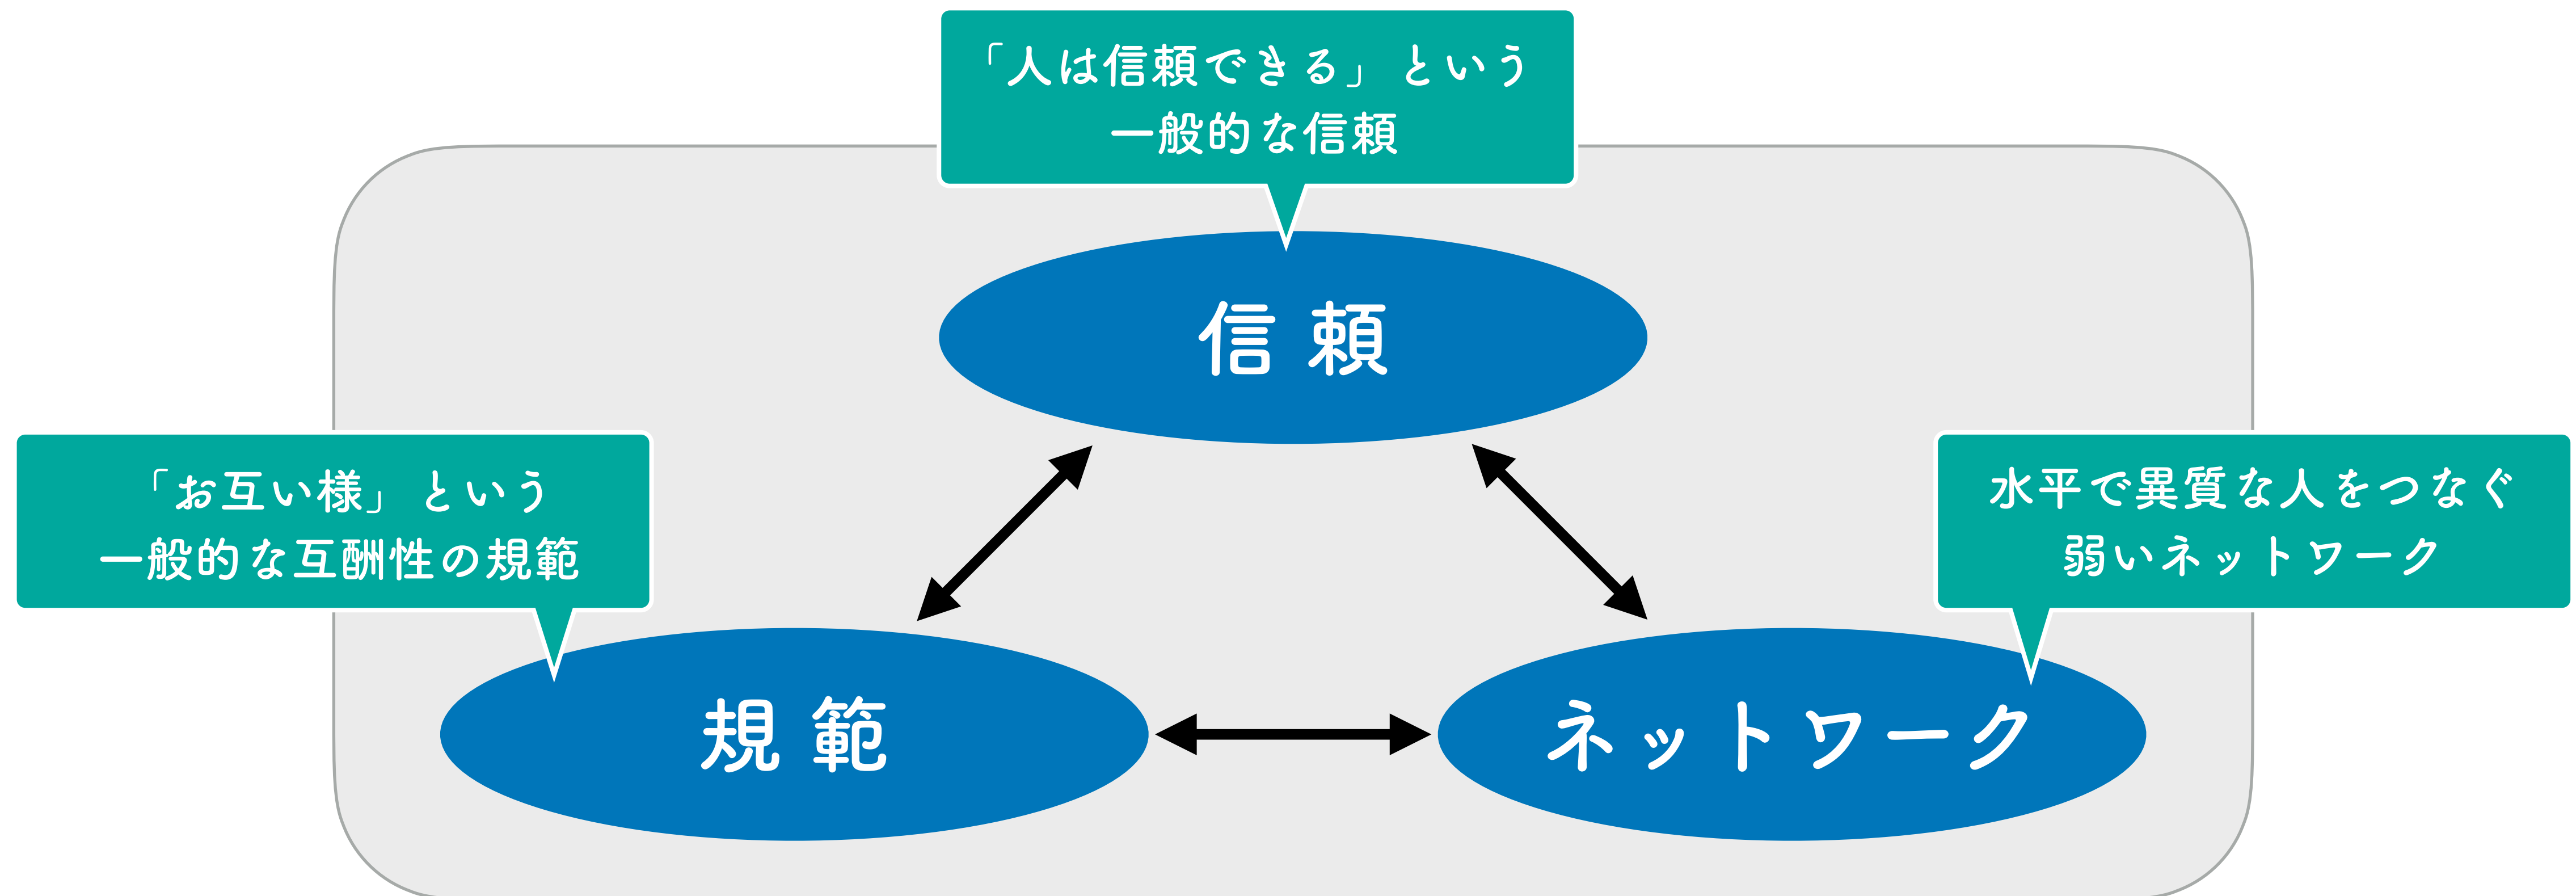 「人は信頼できる」という
一般的な信頼
信頼
「お互い様」という
一般的な互酬性の規範
水平で異質な人をつなぐ
弱いネットワーク
規範
ネットワーク